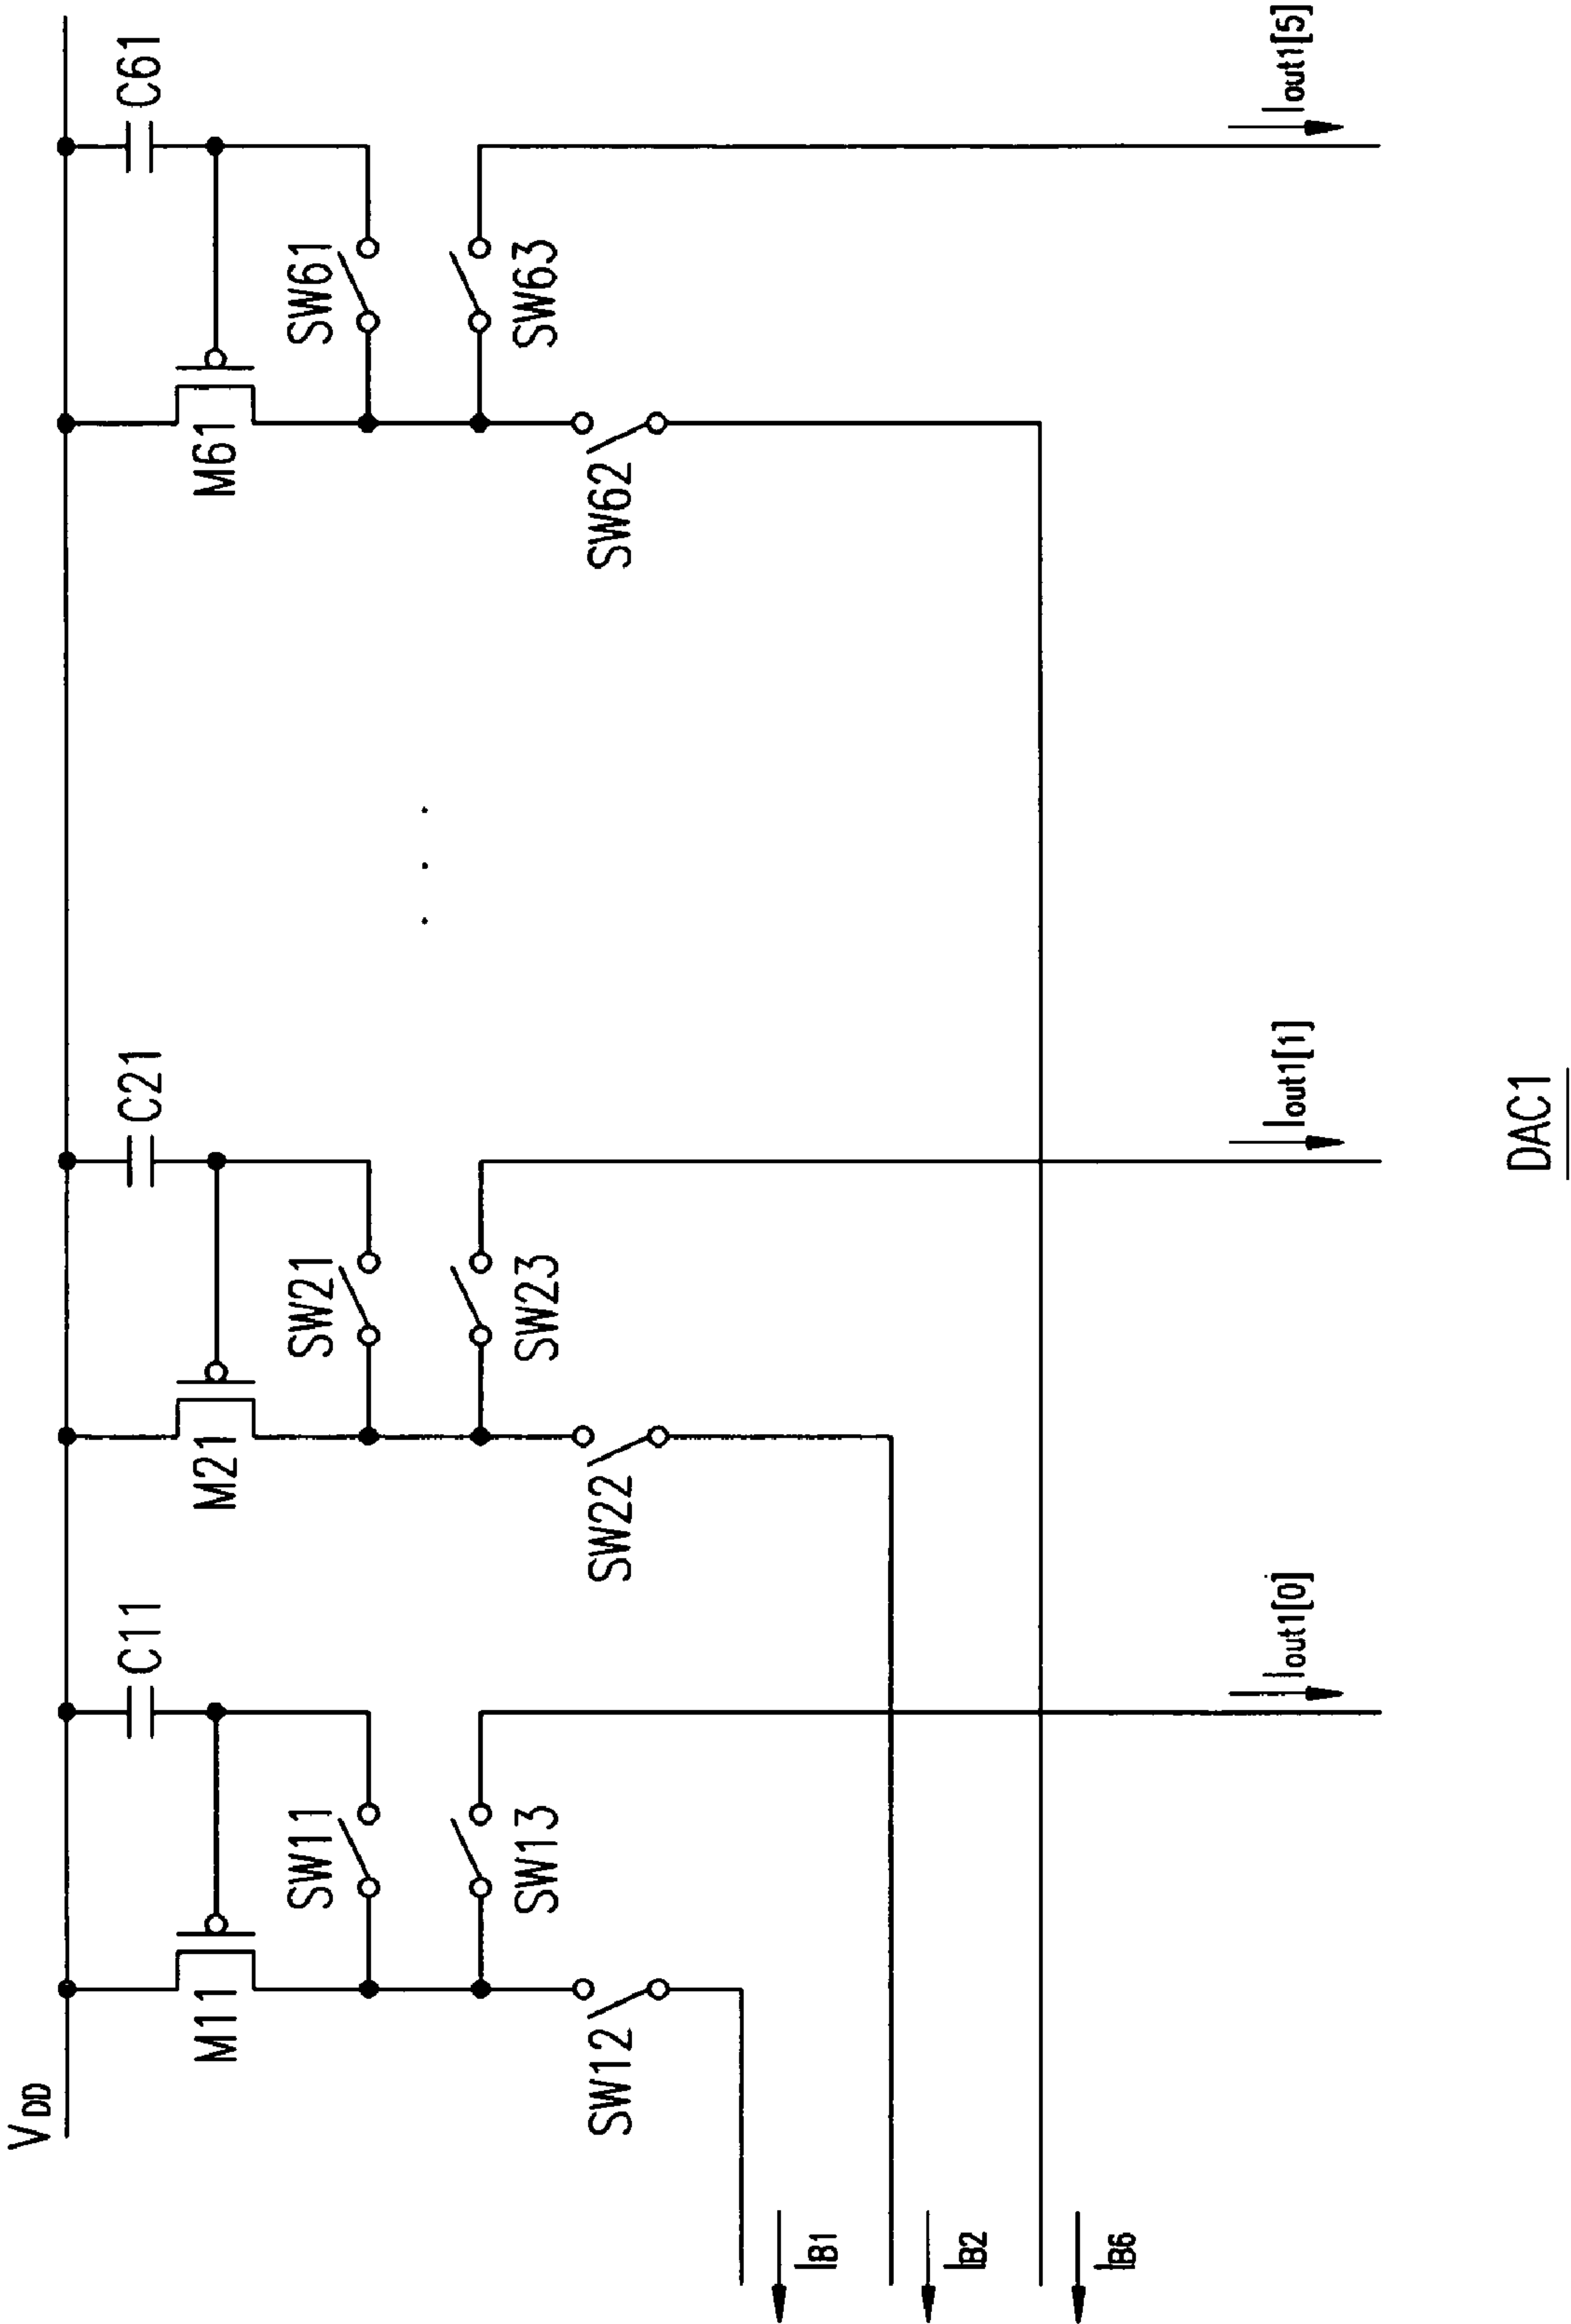 VDD
C11
C21
C61
M11
M21
M61
SW11
SW21
SW61
SW13
SW23
SW63
SW12
SW22
SW62
IB1
IB2
IB6
Iout1[0]
Iout1[1]
Iout1[5]
DAC1